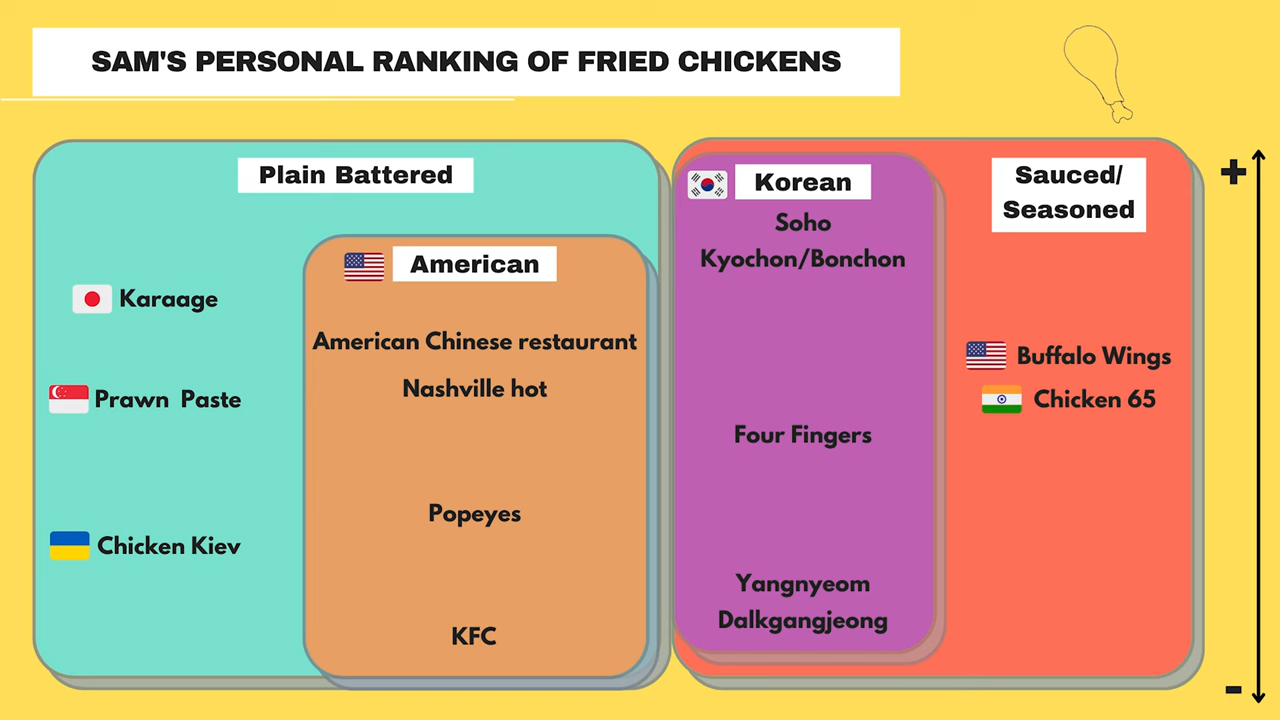 SAM'S PERSONAL RANKING OF FRIED CHICKENS
Plain Battered
Karaage
Prawn Paste
Chicken Kiev
American
American Chinese restaurant
Nashville hot
Popeyes
KFC
Korean
Soho
Kyochon/Bonchon
Four Fingers
Yangnyeom
Dalkgangjeong
Sauced/
Seasoned
Buffalo Wings
Chicken 65
+
-